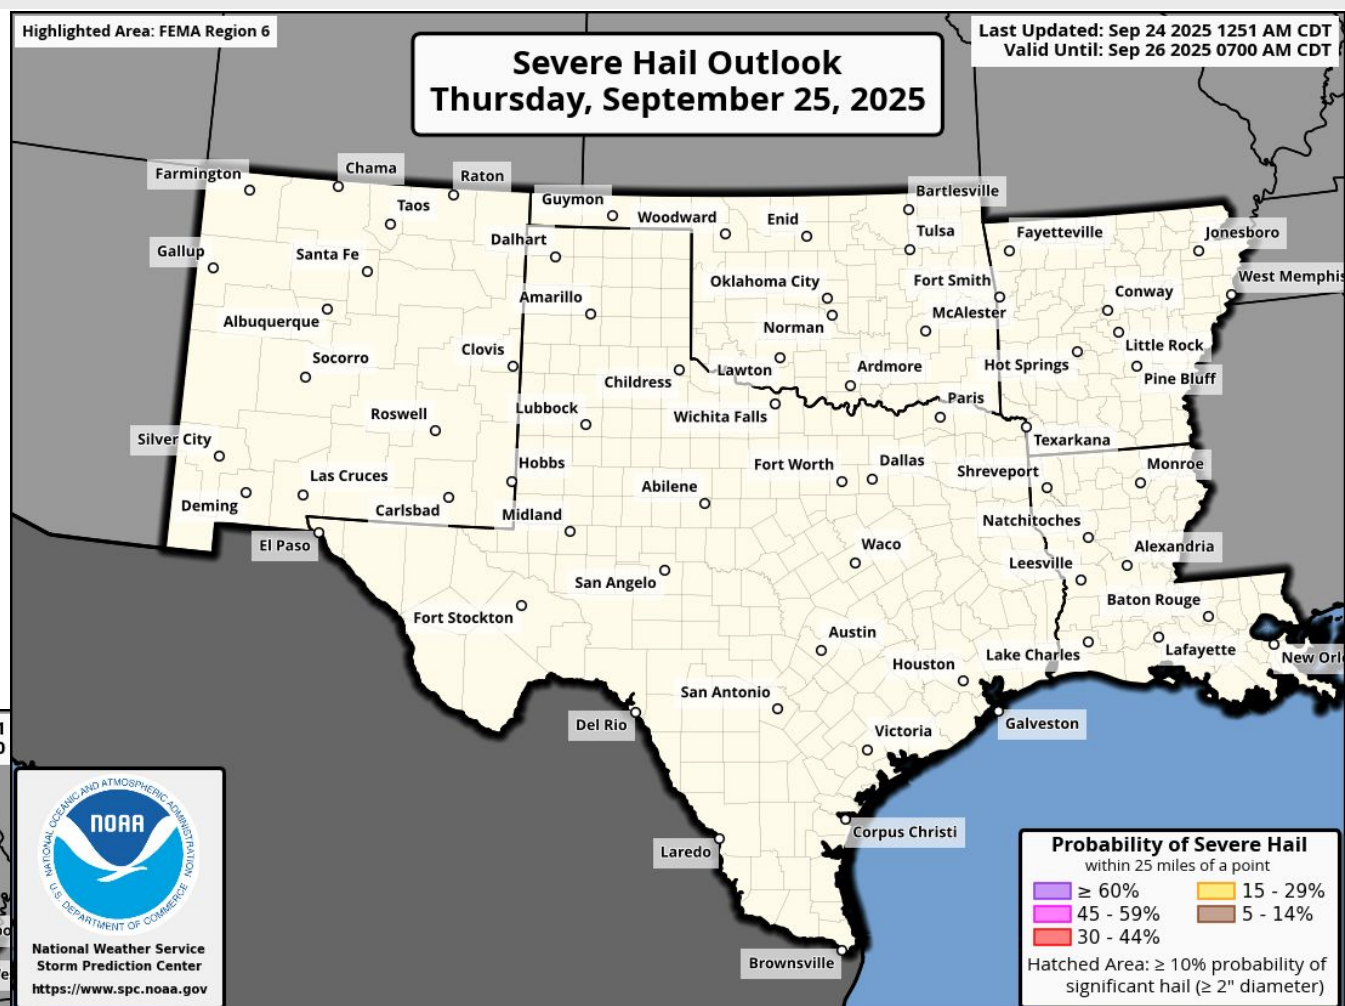 Highlighted Area: FEMA Region 6
Severe Hail Outlook
Thursday, September 25, 2025
Last Updated: Sep 24 2025 1251 AM CDT
Valid Until: Sep 26 2025 0700 AM CDT
Farmington
Chama
Raton
Taos
Guymon
Woodward
Enid
Bartlesville
Tulsa
Fayetteville
Jonesboro
Gallup
Santa Fe
Dalhart
Oklahoma City
Fort Smith
West Memphis
Albuquerque
Amarillo
Norman
McAlester
Conway
Little Rock
Socorro
Clovis
Childress
Lawton
Ardmore
Hot Springs
Pine Bluff
Roswell
Lubbock
Wichita Falls
Paris
Texarkana
Silver City
Las Cruces
Hobbs
Abilene
Fort Worth
Dallas
Shreveport
Monroe
Deming
Carlsbad
Midland
Natchitoches
El Paso
San Angelo
Waco
Leesville
Alexandria
Fort Stockton
Austin
Baton Rouge
Houston
Lake Charles
Lafayette
New Orl
San Antonio
Del Rio
Victoria
Galveston
Laredo
Corpus Christi
Brownsville
NATIONAL OCEANIC AND ATMOSPHERIC ADMINISTRATION
NOAA
U.S. DEPARTMENT OF COMMERCE
National Weather Service
Storm Prediction Center
https://www.spc.noaa.gov
Probability of Severe Hail
within 25 miles of a point
≥ 60%
15 - 29%
45 - 59%
5 - 14%
30 - 44%
Hatched Area: ≥ 10% probability of
significant hail (≥ 2" diameter)